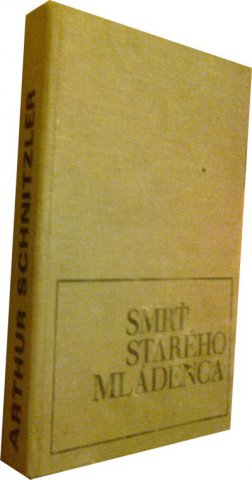 ARTHUR SCHNITZLER
SMRŤ
STARÉHO
MLÁDENCA